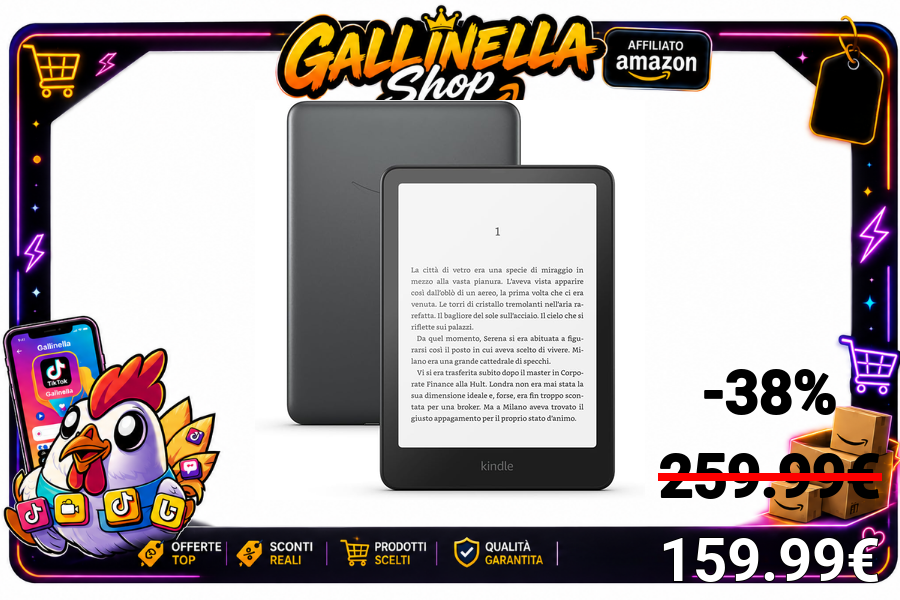 GALLINELLA
Shop
AFFILIATO
amazon
1
La città di vetro era una specie di miraggio in
mezzo alla vasta pianura. L'aveva vista apparire
così dall'oblò di un aereo, la prima volta che ci era
venuta. Le torri di cristallo tremolanti nell'aria ra-
refatta. Il bagliore del sole sull'acciaio. Il cielo che si
riflette sui palazzi.
Da quel momento, Serena si era abituata a figu-
rarsi così il posto in cui aveva scelto di vivere. Mi-
lano era una grande cattedrale di specchi.
Vi si era trasferita subito dopo il master in Corpo-
rate Finance alla Hult. Londra non era mai stata la
sua dimensione ideale e, forse, era fin troppo scon-
tata per una broker. Ma a Milano aveva trovato il
giusto appagamento per il proprio stato d'animo.
kindle
Gallinella
TikTok
Gallinella
-38%
259.99€
159.99€
OFFERTE
TOP
SCONTI
REALI
PRODOTTI
SCELTI
QUALITÀ
GARANTITA